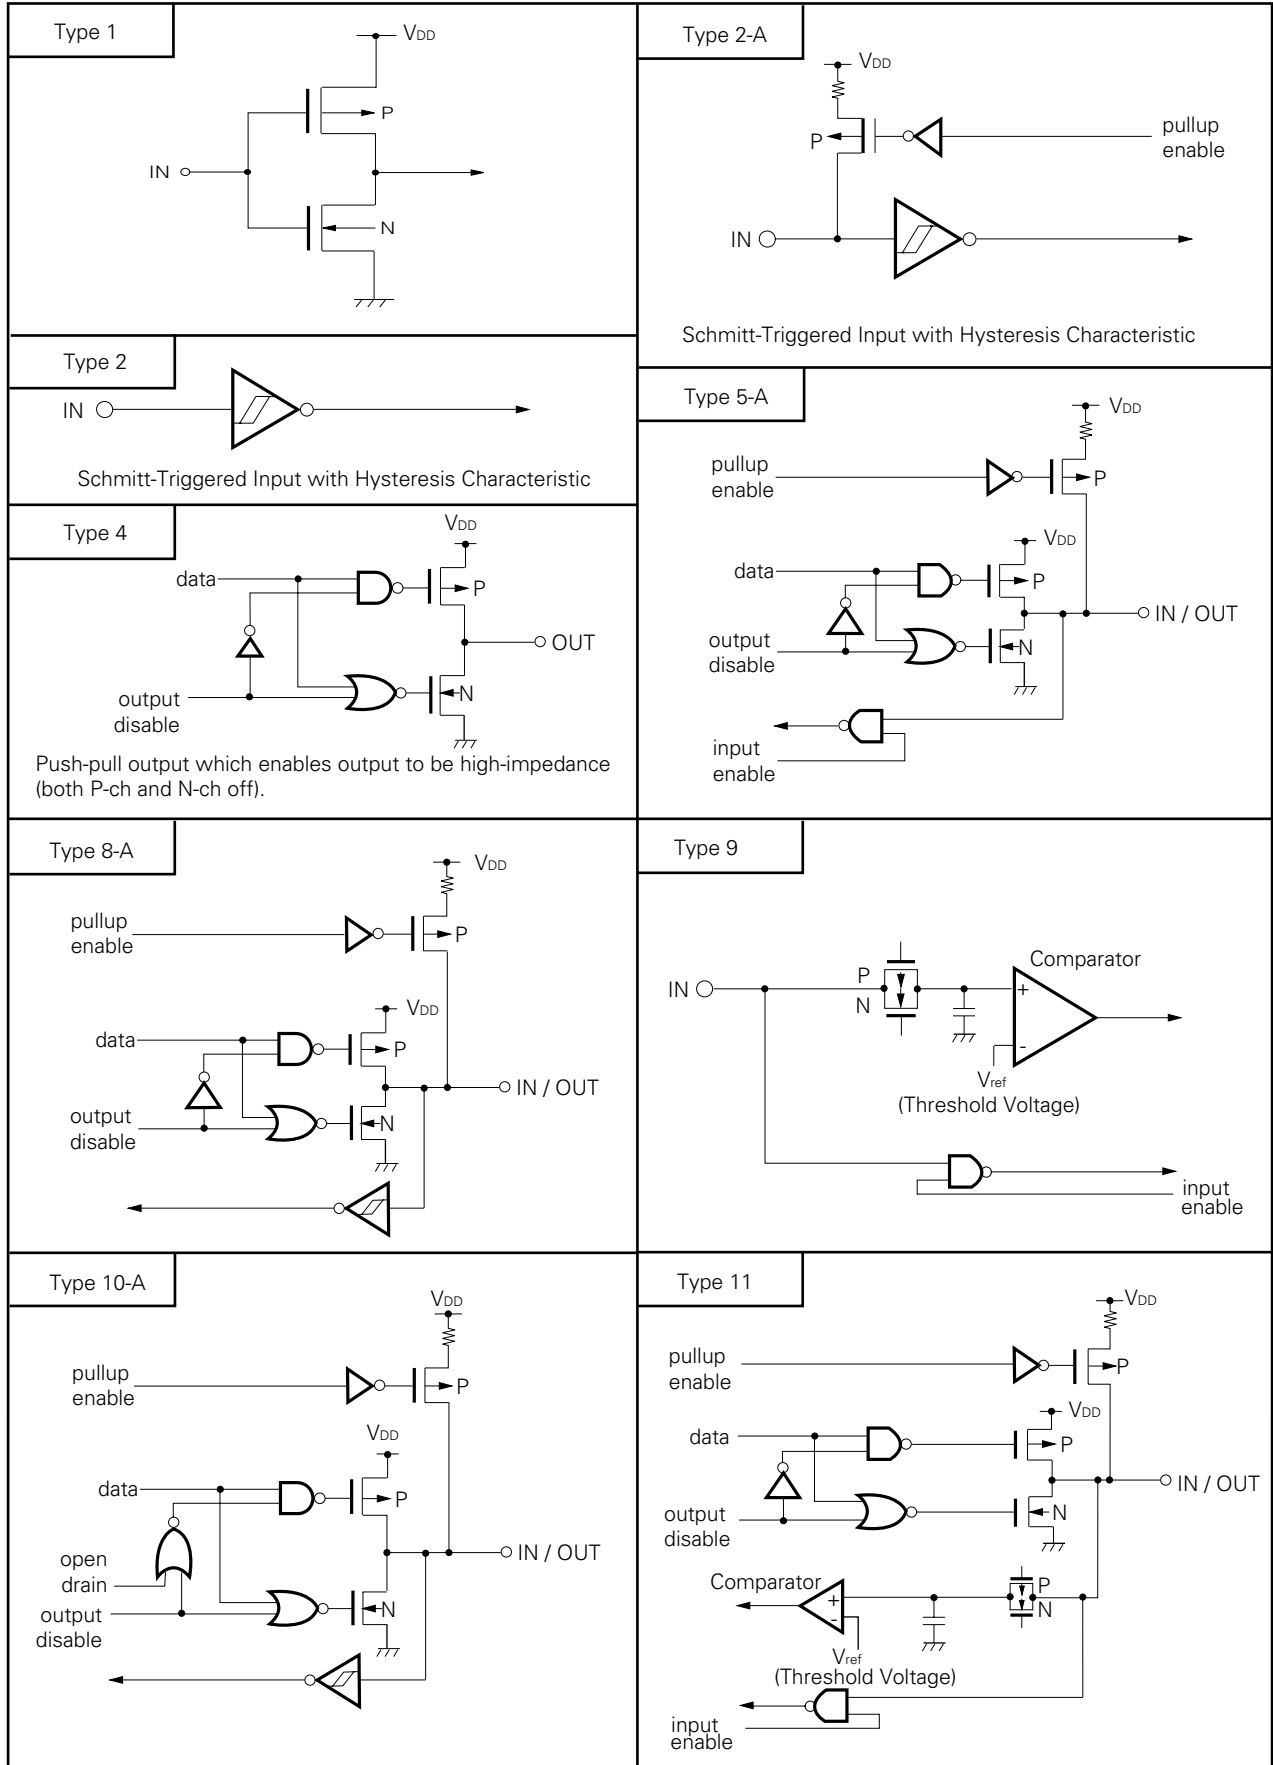 Type 1
VDD
P
IN
N
Type 2-A
VDD
P
pullup
enable
IN
Schmitt-Triggered Input with Hysteresis Characteristic
Type 2
IN
Schmitt-Triggered Input with Hysteresis Characteristic
Type 5-A
VDD
pullup
enable
P
VDD
data
P
IN / OUT
output
disable
N
input
enable
Type 4
VDD
data
P
OUT
output
disable
N
Push-pull output which enables output to be high-impedance
(both P-ch and N-ch off).
Type 8-A
VDD
pullup
enable
P
VDD
data
P
IN / OUT
output
disable
N
Type 9
Comparator
P
IN
N
+
-
Vref
(Threshold Voltage)
input
enable
Type 10-A
VDD
pullup
enable
P
VDD
data
P
IN / OUT
open
drain
output
disable
N
Type 11
VDD
pullup
enable
P
VDD
data
P
IN / OUT
output
disable
N
Comparator
P
N
+
-
Vref
(Threshold Voltage)
input
enable